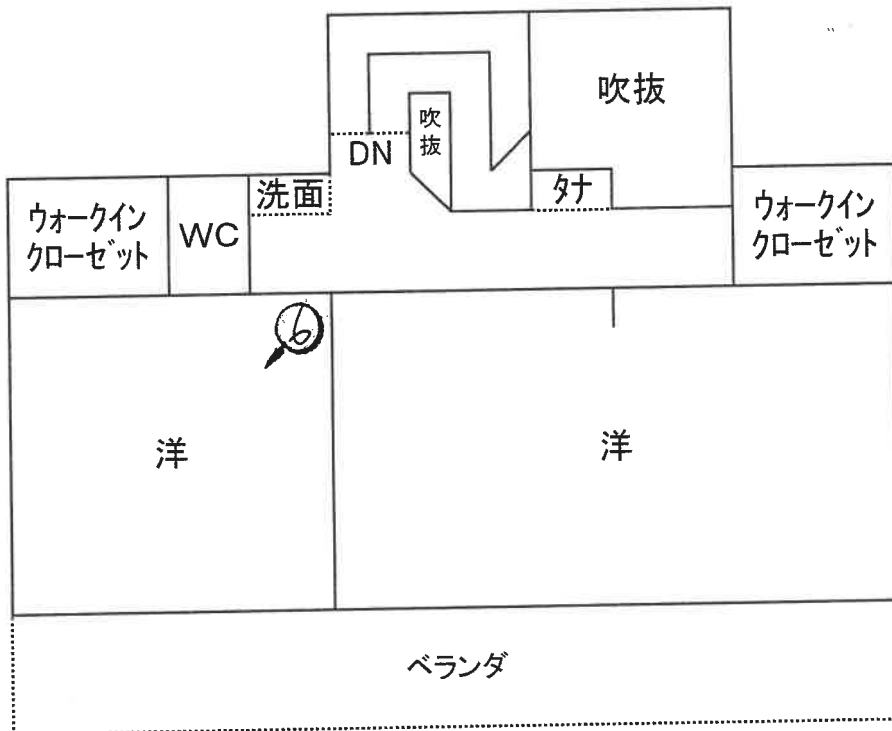 吹抜
吹
抜
DN
洗面
タナ
ウォークイン
クローゼット
WC
ウォークイン
クローゼット
6
洋
洋
ベランダ